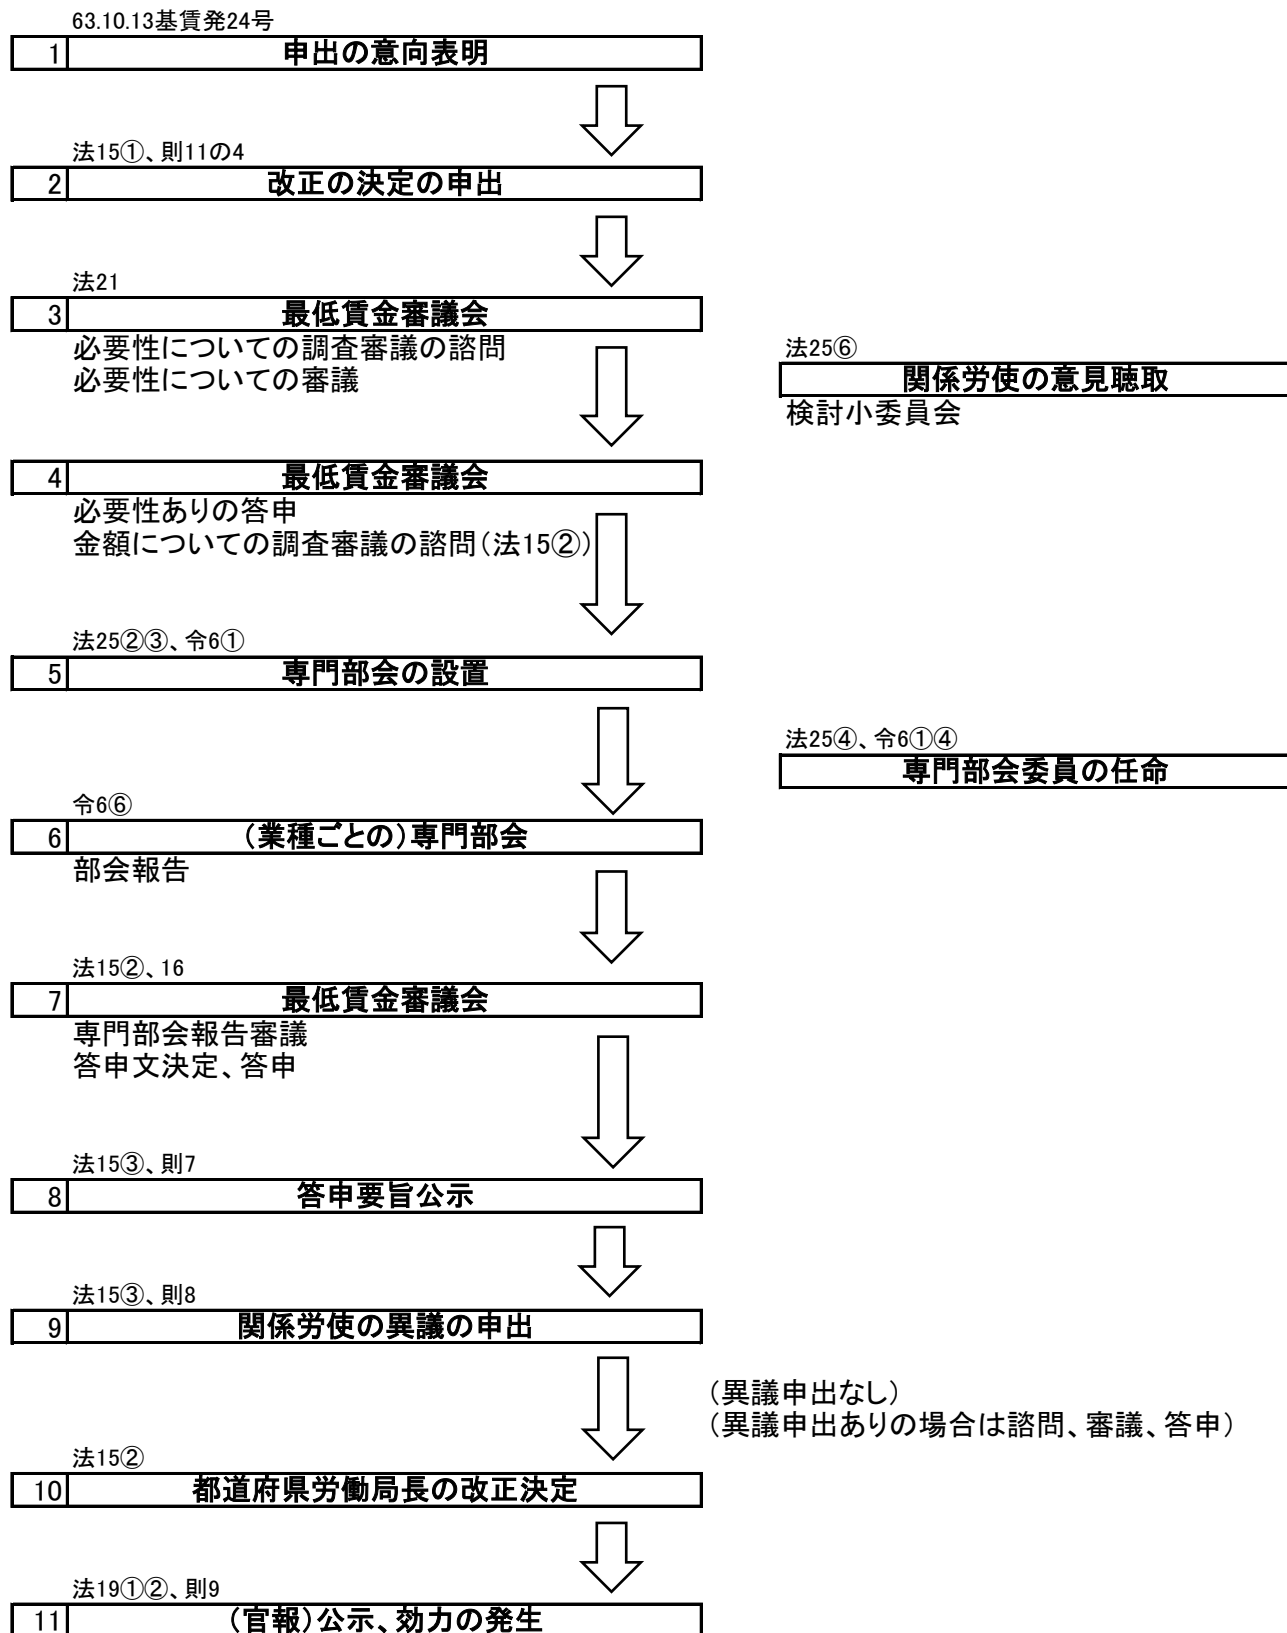 63.10.13基賃発24号
1 申出の意向表明
法15①、則11の4
2 改正の決定の申出
法21
3 最低賃金審議会
必要性についての調査審議の諮問
必要性についての審議
法25⑥
関係労使の意見聴取
検討小委員会
4 最低賃金審議会
必要性ありの答申
金額についての調査審議の諮問（法15②）
法25②③、令6①
5 専門部会の設置
法25④、令6①④
専門部会委員の任命
令6⑥
6 （業種ごとの）専門部会
部会報告
法15②、16
7 最低賃金審議会
専門部会報告審議
答申文決定、答申
法15③、則7
8 答申要旨公示
法15③、則8
9 関係労使の異議の申出
（異議申出なし）
（異議申出ありの場合は諮問、審議、答申）
法15②
10 都道府県労働局長の改正決定
法19①②、則9
11 （官報）公示、効力の発生